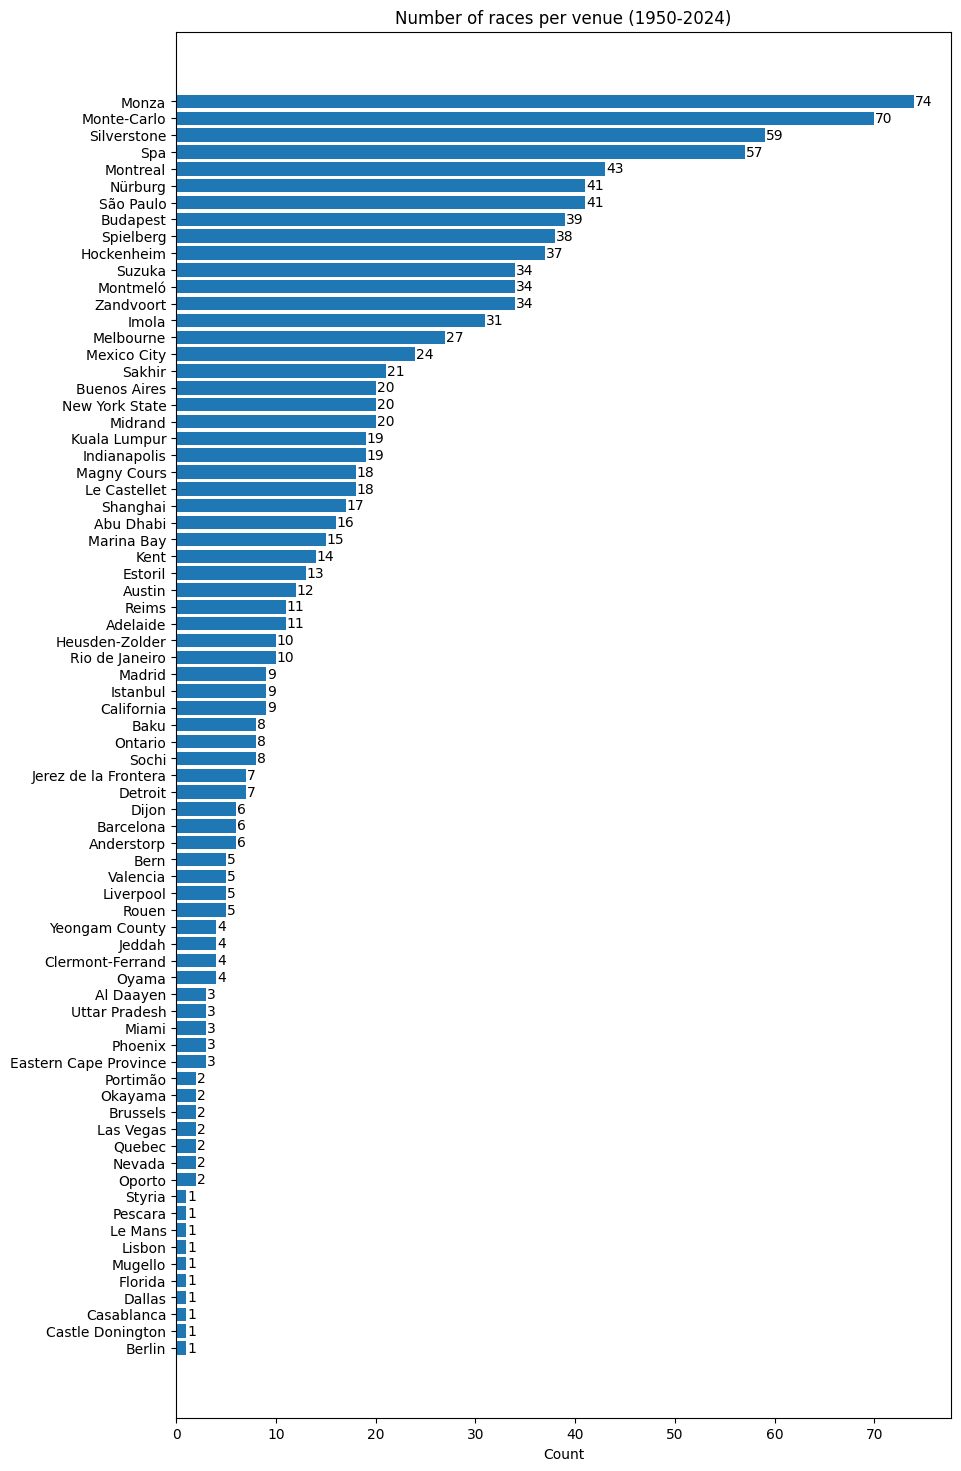 Number of races per venue (1950-2024)
Monza 74
Monte-Carlo 70
Silverstone 59
Spa 57
Montreal 43
Nürburg 41
São Paulo 41
Budapest 39
Spielberg 38
Hockenheim 37
Suzuka 34
Montmeló 34
Zandvoort 34
Imola 31
Melbourne 27
Mexico City 24
Sakhir 21
Buenos Aires 20
New York State 20
Midrand 20
Kuala Lumpur 19
Indianapolis 19
Magny Cours 18
Le Castellet 18
Shanghai 17
Abu Dhabi 16
Marina Bay 15
Kent 14
Estoril 13
Austin 12
Reims 11
Adelaide 11
Heusden-Zolder 10
Rio de Janeiro 10
Madrid 9
Istanbul 9
California 9
Baku 8
Ontario 8
Sochi 8
Jerez de la Frontera 7
Detroit 7
Dijon 6
Barcelona 6
Anderstorp 6
Bern 5
Valencia 5
Liverpool 5
Rouen 5
Yeongam County 4
Jeddah 4
Clermont-Ferrand 4
Oyama 4
Al Daayen 3
Uttar Pradesh 3
Miami 3
Phoenix 3
Eastern Cape Province 3
Portimão 2
Okayama 2
Brussels 2
Las Vegas 2
Quebec 2
Nevada 2
Oporto 2
Styria 1
Pescara 1
Le Mans 1
Lisbon 1
Mugello 1
Florida 1
Dallas 1
Casablanca 1
Castle Donington 1
Berlin 1
0 10 20 30 40 50 60 70
Count